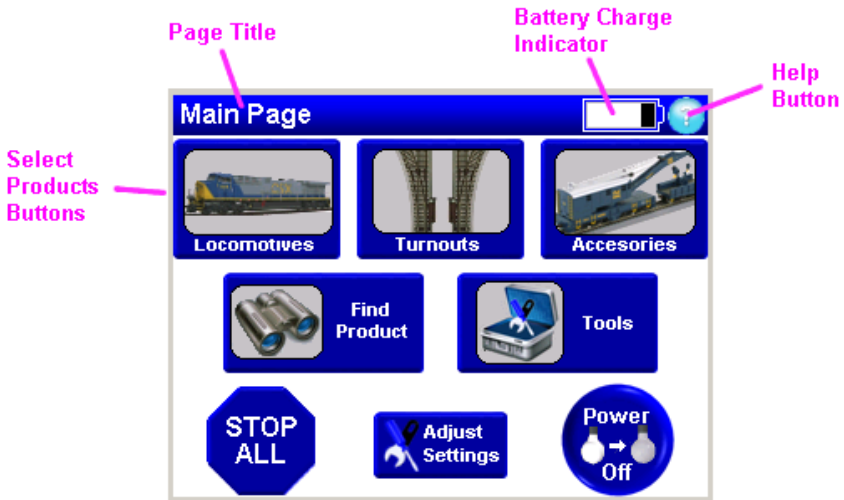 Page Title
Battery Charge
Indicator
Help
Button
Main Page
?
Select
Products
Buttons
Locomotives
Turnouts
Accesories
Find
Product
Tools
STOP
ALL
Adjust
Settings
Power
Off